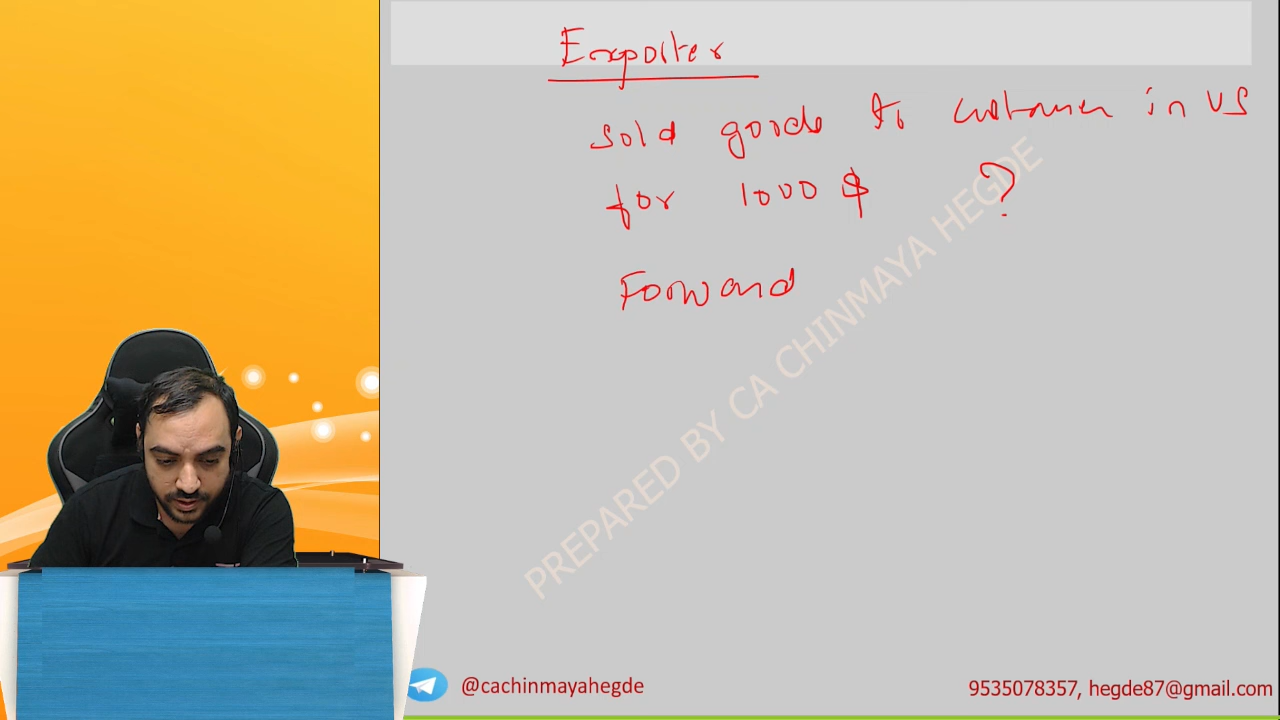 Exporter
sold goods to customer in US
for 1000 $ ?
Forward
PREPARED BY CA CHINMAYA HEGDE
@cachinmayahegde
9535078357, hegde87@gmail.com